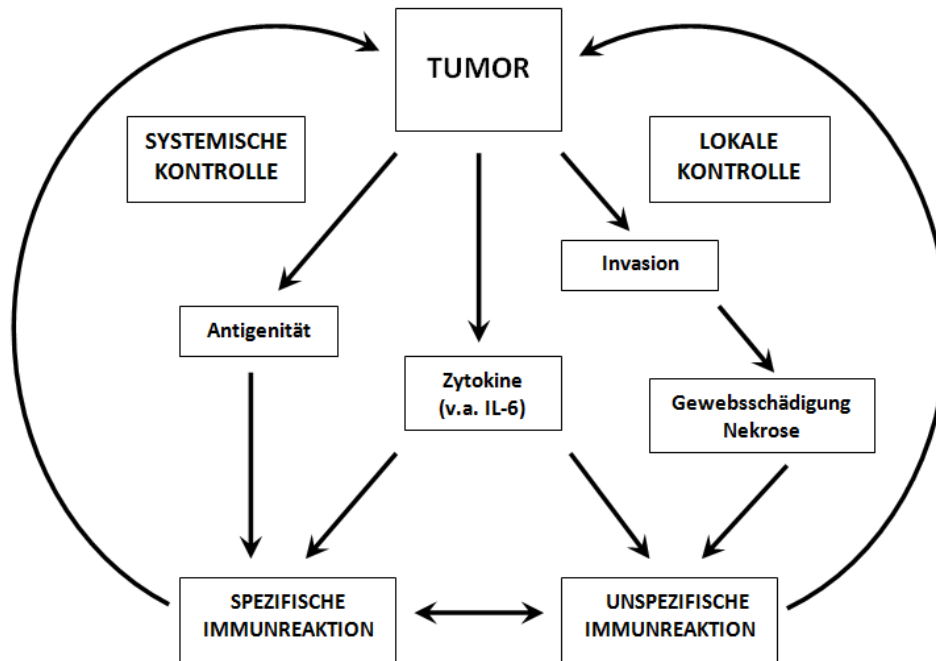 TUMOR
SYSTEMISCHE
KONTROLLE
LOKALE
KONTROLLE
Invasion
Antigenität
Zytokine
(v.a. IL-6)
Gewebsschädigung
Nekrose
SPEZIFISCHE
IMMUNREAKTION
UNSPEZIFISCHE
IMMUNREAKTION